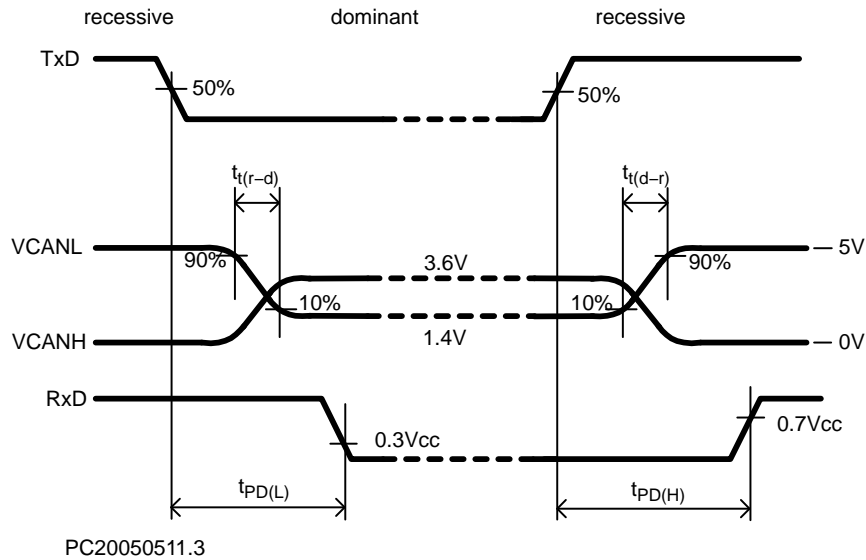 recessive dominant recessive
TxD
50% 50%
tt(r−d) tt(d−r)
VCANL 3.6V 5V
90% 90%
10% 10%
VCANH 1.4V 0V
RxD
0.3Vcc 0.7Vcc
tPD(L) tPD(H)
PC20050511.3